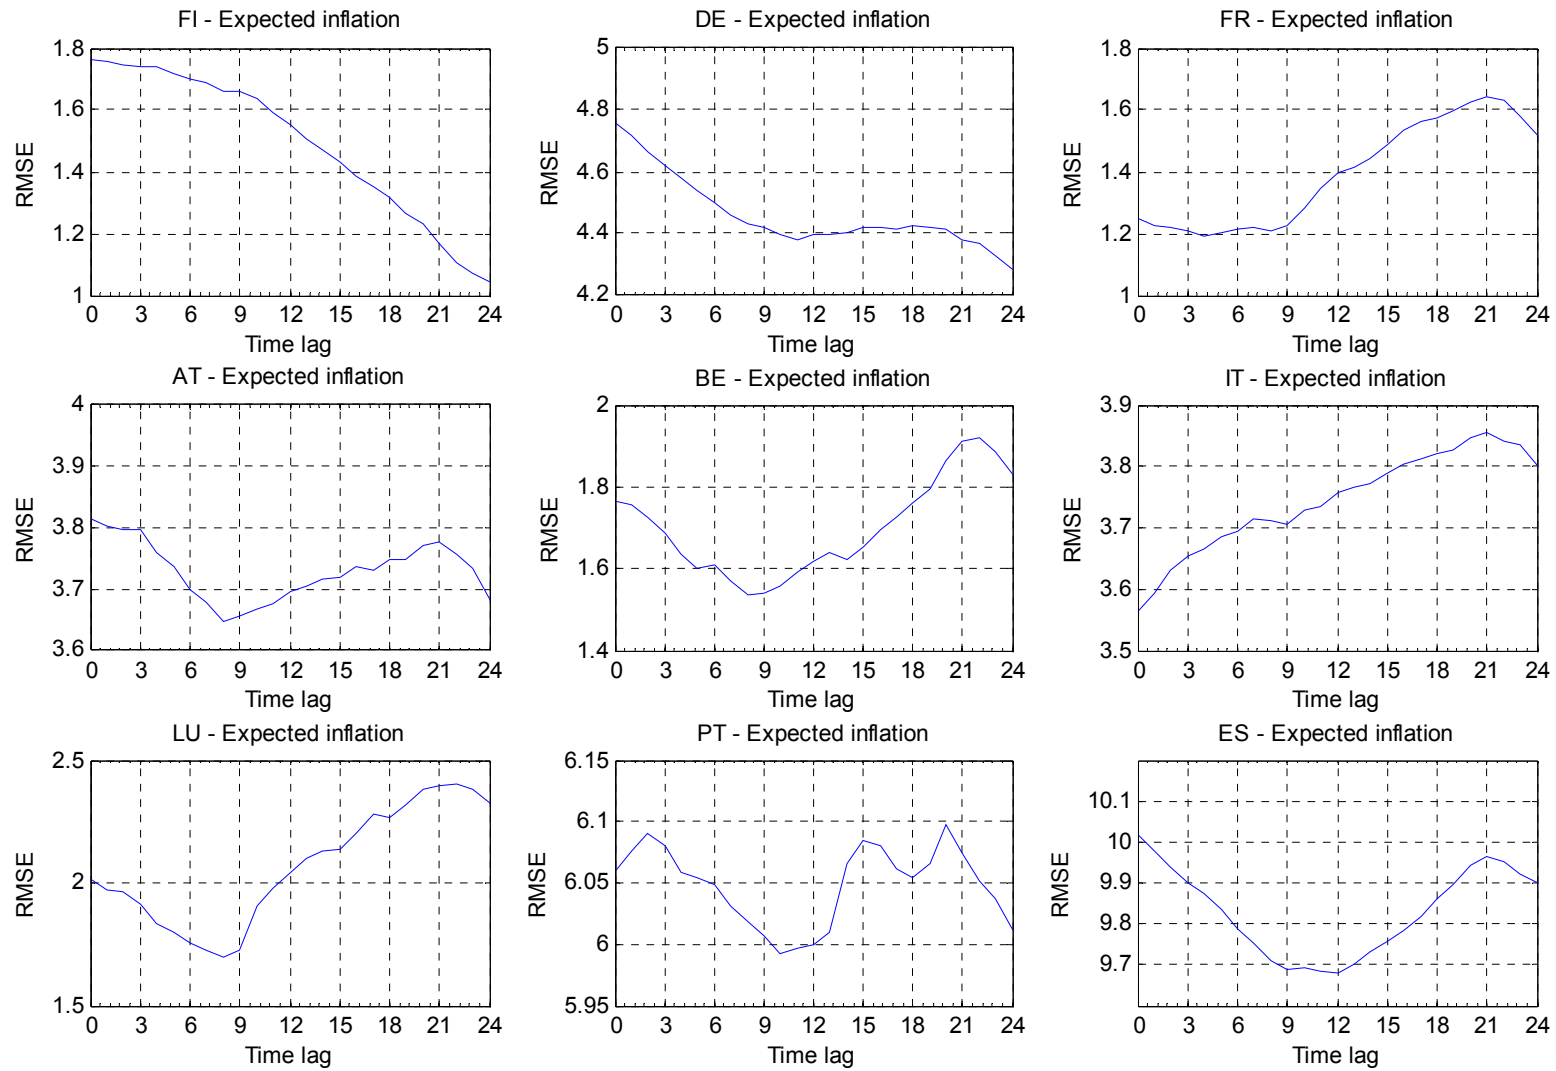 FI - Expected inflation
DE - Expected inflation
FR - Expected inflation
1.8
1.6
1.4
1.2
1
RMSE
0 3 6 9 12 15 18 21 24
Time lag
5
4.8
4.6
4.4
4.2
RMSE
0 3 6 9 12 15 18 21 24
Time lag
1.8
1.6
1.4
1.2
1
RMSE
0 3 6 9 12 15 18 21 24
Time lag
AT - Expected inflation
BE - Expected inflation
IT - Expected inflation
4
3.9
3.8
3.7
3.6
RMSE
0 3 6 9 12 15 18 21 24
Time lag
2
1.8
1.6
1.4
RMSE
0 3 6 9 12 15 18 21 24
Time lag
3.9
3.8
3.7
3.6
3.5
RMSE
0 3 6 9 12 15 18 21 24
Time lag
LU - Expected inflation
PT - Expected inflation
ES - Expected inflation
2.5
2
1.5
RMSE
0 3 6 9 12 15 18 21 24
Time lag
6.15
6.1
6.05
6
5.95
RMSE
0 3 6 9 12 15 18 21 24
Time lag
10.1
10
9.9
9.8
9.7
RMSE
0 3 6 9 12 15 18 21 24
Time lag